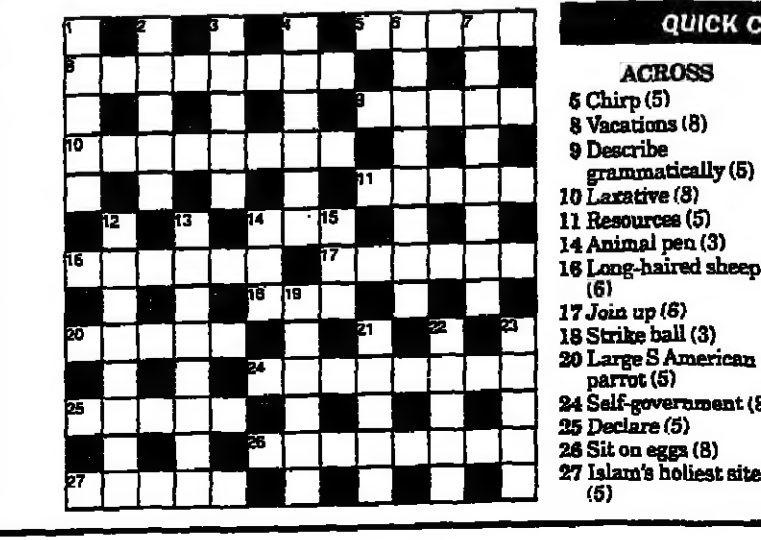 QUICK C
ACROSS
5 Chirp (5)
8 Vacations (8)
9 Describe
grammatically (5)
10 Laxative (8)
11 Resources (5)
14 Animal pen (3)
16 Long-haired sheep
(6)
17 Join up (6)
18 Strike ball (3)
20 Large S American
parrot (5)
24 Self-government (8
25 Declare (5)
26 Sit on eggs (8)
27 Islam's holiest site
(5)
1 2 3 4 5 6 7
8
9
10
11
12 13 14 15
16 17
18 19
20 21 22 23
24
25
26
27